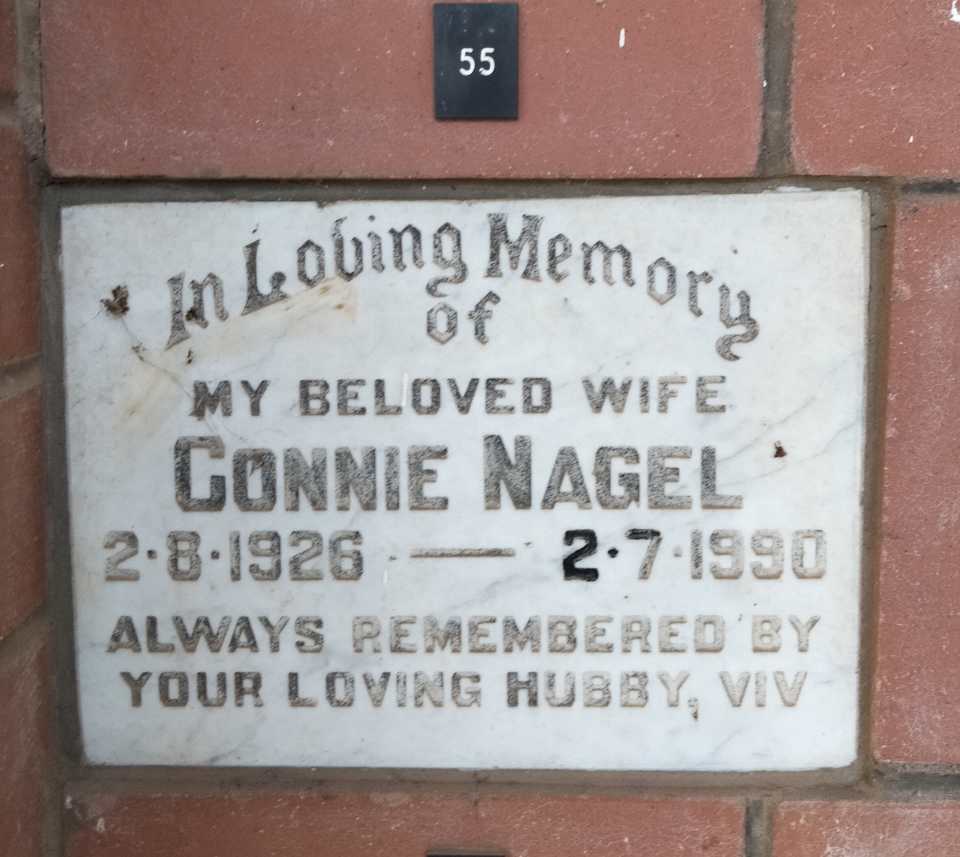 55
In Loving Memory
of
MY BELOVED WIFE
CONNIE NAGEL
2·8·1926 — 2·7·1990
ALWAYS REMEMBERED BY
YOUR LOVING HUBBY, VIV